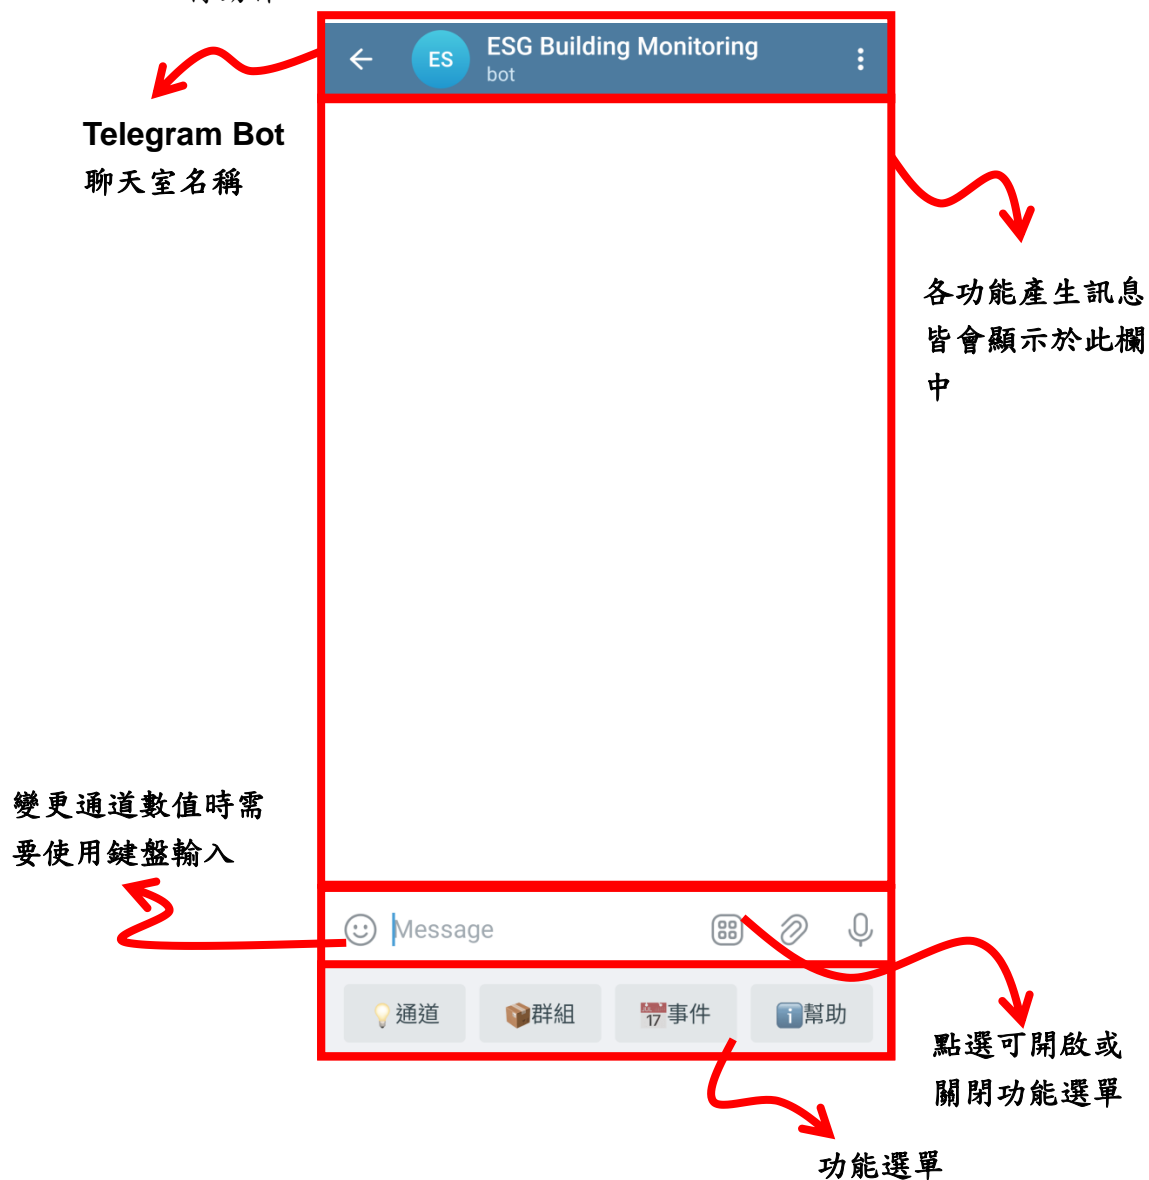 ES
ESG Building Monitoring
bot
Telegram Bot
聊天室名稱
各功能產生訊息
皆會顯示於此欄
中
變更通道數值時需
要使用鍵盤輸入
Message
通道
群組
17
事件
幫助
點選可開啟或
關閉功能選單
功能選單